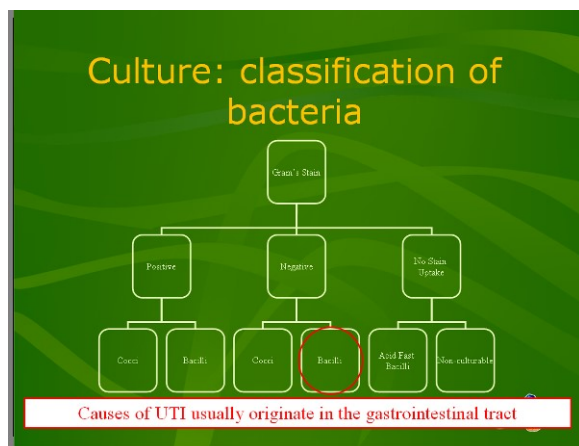 Culture: classification of
bacteria
Gram's Stain
Positive
Negative
No Stain
Uptake
Cocci
Bacilli
Cocci
Bacilli
Acid Fast
Bacilli
Non-culturable
Causes of UTI usually originate in the gastrointestinal tract